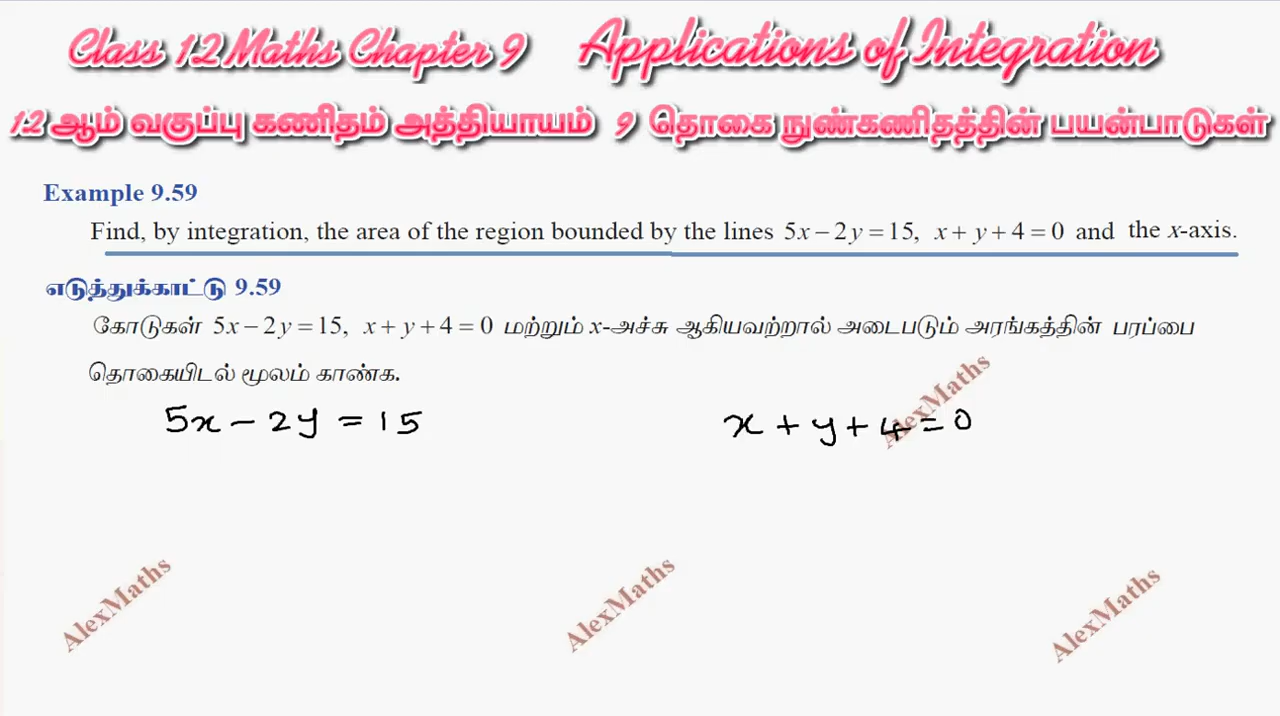 Class 12 Maths Chapter 9 Applications of Integration
12 ஆம் வகுப்பு கணிதம் அத்தியாயம் 9 தொகை நுண்கணிதத்தின் பயன்பாடுகள்
Example 9.59
Find, by integration, the area of the region bounded by the lines 5x − 2y = 15, x + y + 4 = 0 and the x-axis.
எடுத்துக்காட்டு 9.59
கோடுகள் 5x − 2y = 15, x + y + 4 = 0 மற்றும் x-அச்சு ஆகியவற்றால் அடைபடும் அரங்கத்தின் பரப்பை
தொகையிடல் மூலம் காண்க.
5x − 2y = 15 x + y + 4 = 0
AlexMaths
AlexMaths AlexMaths AlexMaths